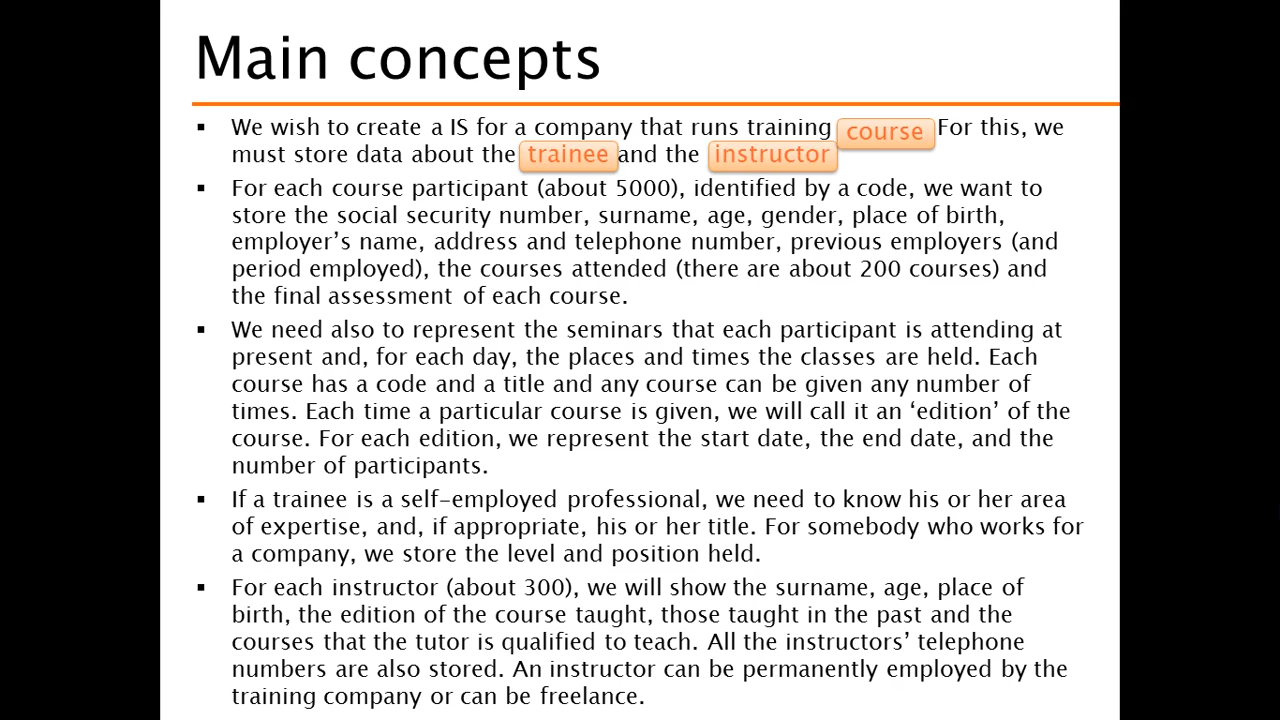 Main concepts
▪ We wish to create a IS for a company that runs training course For this, we
must store data about the trainee and the instructor
▪ For each course participant (about 5000), identified by a code, we want to
store the social security number, surname, age, gender, place of birth,
employer’s name, address and telephone number, previous employers (and
period employed), the courses attended (there are about 200 courses) and
the final assessment of each course.
▪ We need also to represent the seminars that each participant is attending at
present and, for each day, the places and times the classes are held. Each
course has a code and a title and any course can be given any number of
times. Each time a particular course is given, we will call it an ‘edition’ of the
course. For each edition, we represent the start date, the end date, and the
number of participants.
▪ If a trainee is a self-employed professional, we need to know his or her area
of expertise, and, if appropriate, his or her title. For somebody who works for
a company, we store the level and position held.
▪ For each instructor (about 300), we will show the surname, age, place of
birth, the edition of the course taught, those taught in the past and the
courses that the tutor is qualified to teach. All the instructors’ telephone
numbers are also stored. An instructor can be permanently employed by the
training company or can be freelance.